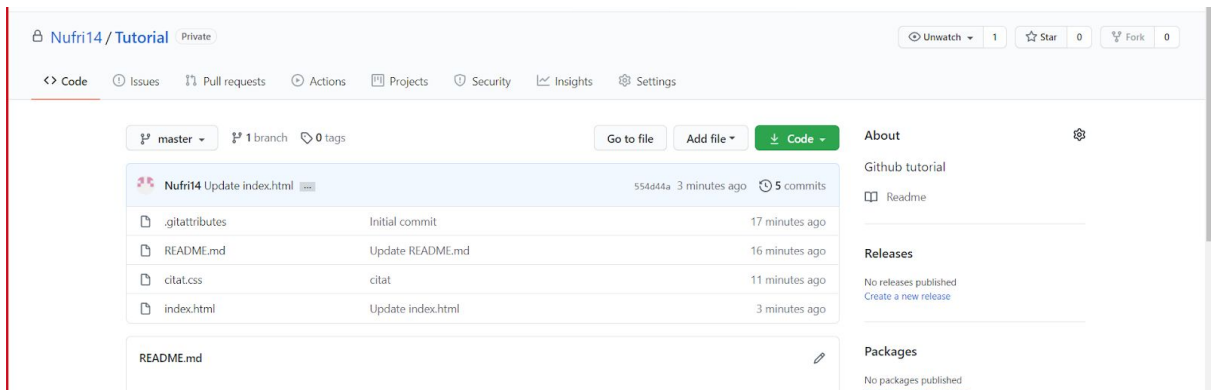 Nufri14 / Tutorial Private
Unwatch 1 Star 0 Fork 0
Code Issues Pull requests Actions Projects Security Insights Settings
master 1 branch 0 tags
Go to file Add file Code
Nufri14 Update index.html ...
554d44a 3 minutes ago 5 commits
.gitattributes Initial commit 17 minutes ago
README.md Update README.md 16 minutes ago
citat.css citat 11 minutes ago
index.html Update index.html 3 minutes ago
README.md
About
Github tutorial
Readme
Releases
No releases published
Create a new release
Packages
No packages published